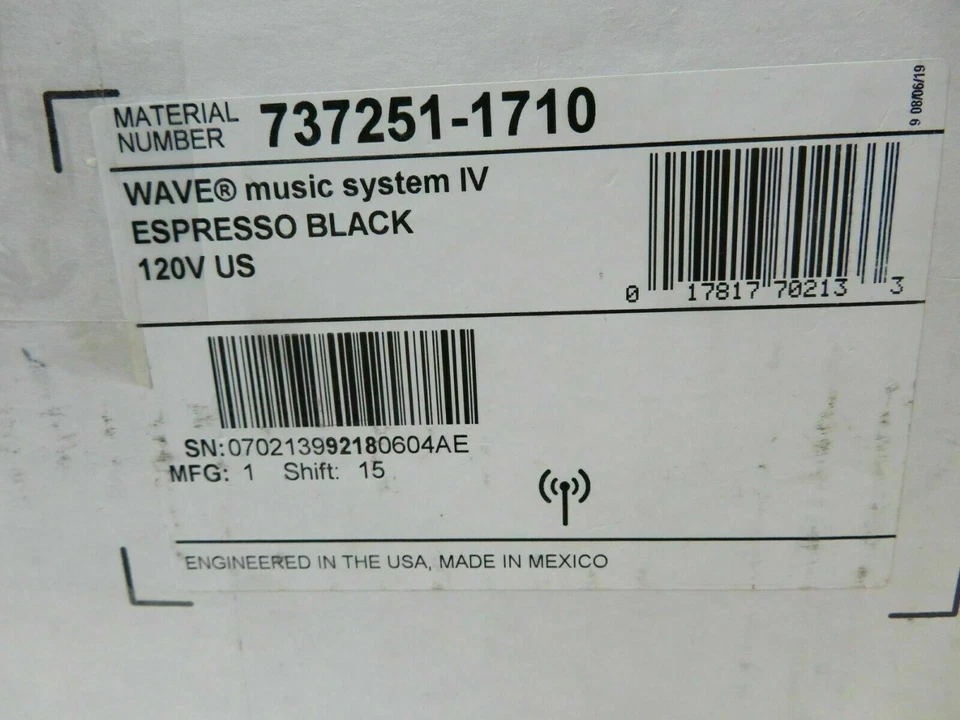 MATERIAL NUMBER 737251-1710
9 08/06/19
WAVE® music system IV
ESPRESSO BLACK
120V US
0 17817 70213 3
SN:070213992180604AE
MFG: 1 Shift: 15
ENGINEERED IN THE USA, MADE IN MEXICO